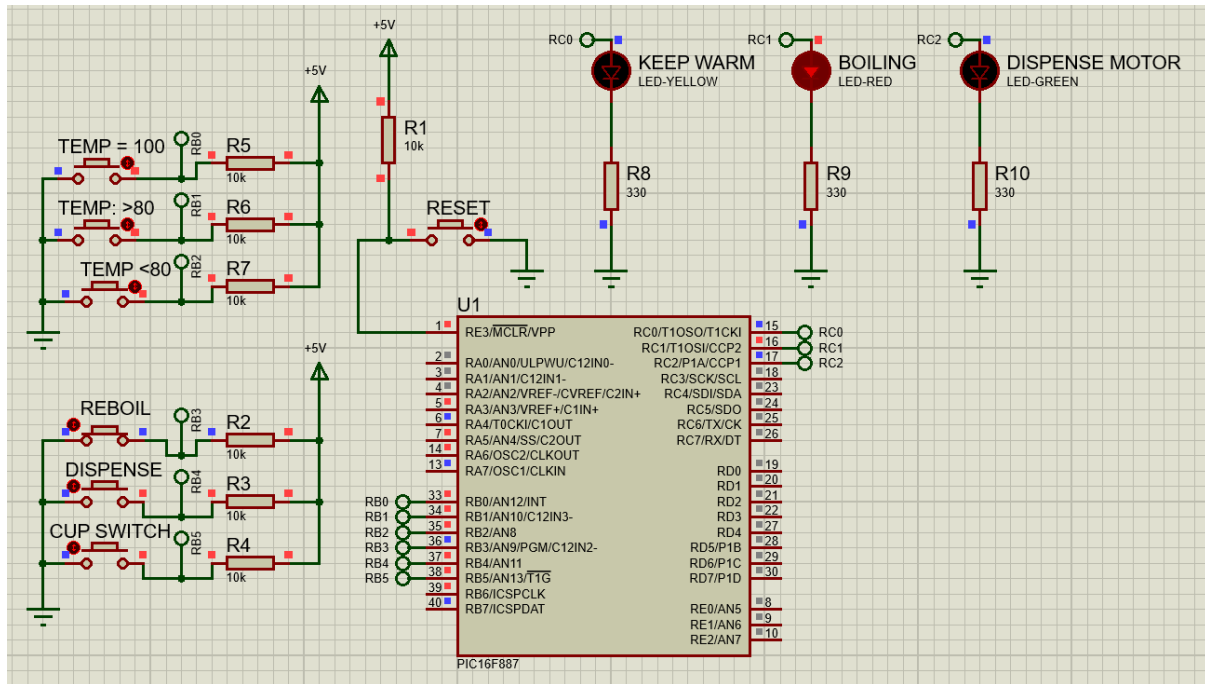 +5V
R1
10k
+5V
TEMP = 100
RB0
R5
10k
TEMP: >80
RB1
R6
10k
TEMP <80
RB2
R7
10k
RESET
RC0
KEEP WARM
LED-YELLOW
R8
330
RC1
BOILING
LED-RED
R9
330
RC2
DISPENSE MOTOR
LED-GREEN
R10
330
+5V
REBOIL
RB3
R2
10k
DISPENSE
RB4
R3
10k
CUP SWITCH
RB5
R4
10k
U1
1 RE3/MCLR/VPP
2 RA0/AN0/ULPWU/C12IN0-
3 RA1/AN1/C12IN1-
4 RA2/AN2/VREF-/CVREF/C2IN+
5 RA3/AN3/VREF+/C1IN+
6 RA4/T0CKI/C1OUT
7 RA5/AN4/SS/C2OUT
14 RA6/OSC2/CLKOUT
13 RA7/OSC1/CLKIN
RB0 33 RB0/AN12/INT
RB1 34 RB1/AN10/C12IN3-
RB2 35 RB2/AN8
RB3 36 RB3/AN9/PGM/C12IN2-
RB4 37 RB4/AN11
RB5 38 RB5/AN13/T1G
39 RB6/ICSPCLK
40 RB7/ICSPDAT
RC0/T1OSO/T1CKI 15 RC0
RC1/T1OSI/CCP2 16 RC1
RC2/P1A/CCP1 17 RC2
RC3/SCK/SCL 18
RC4/SDI/SDA 23
RC5/SDO 24
RC6/TX/CK 25
RC7/RX/DT 26
RD0 19
RD1 20
RD2 21
RD3 22
RD4 27
RD5/P1B 28
RD6/P1C 29
RD7/P1D 30
RE0/AN5 8
RE1/AN6 9
RE2/AN7 10
PIC16F887